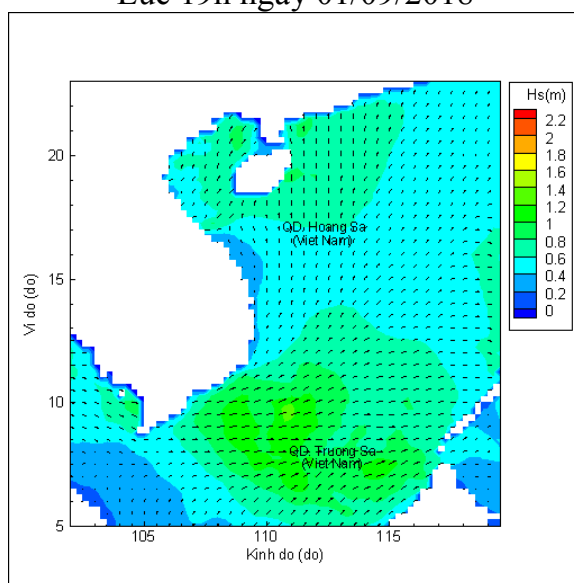 Lúc 19h ngày 01/09/2018
Hs(m)
2.2
2
1.8
1.6
1.4
1.2
1
0.8
0.6
0.4
0.2
0
20
15
10
5
Vi do (do)
QD. Hoang Sa
(Viet Nam)
QD. Truong Sa
(Viet Nam)
105
110
115
Kinh do (do)